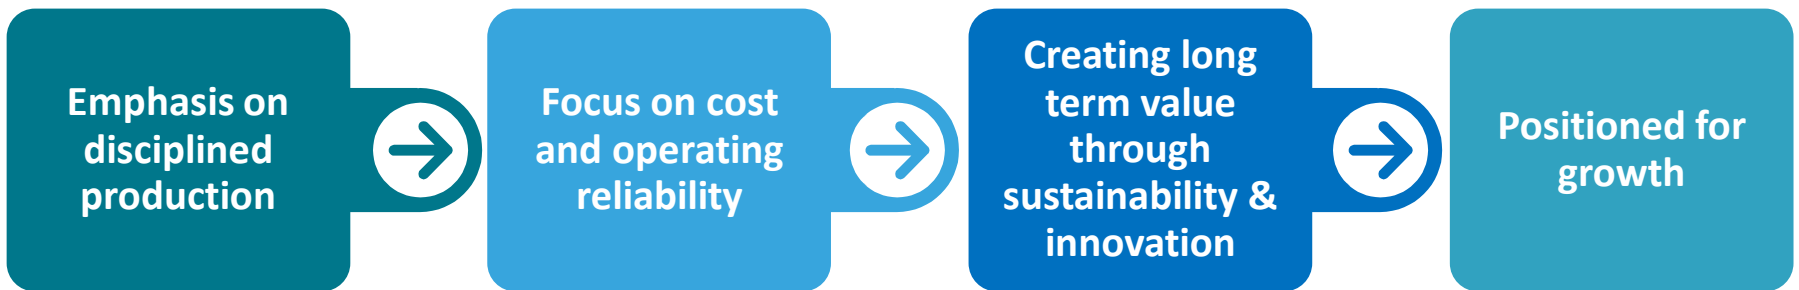 Emphasis on
disciplined
production
Focus on cost
and operating
reliability
Creating long
term value
through
sustainability &
innovation
Positioned for
growth